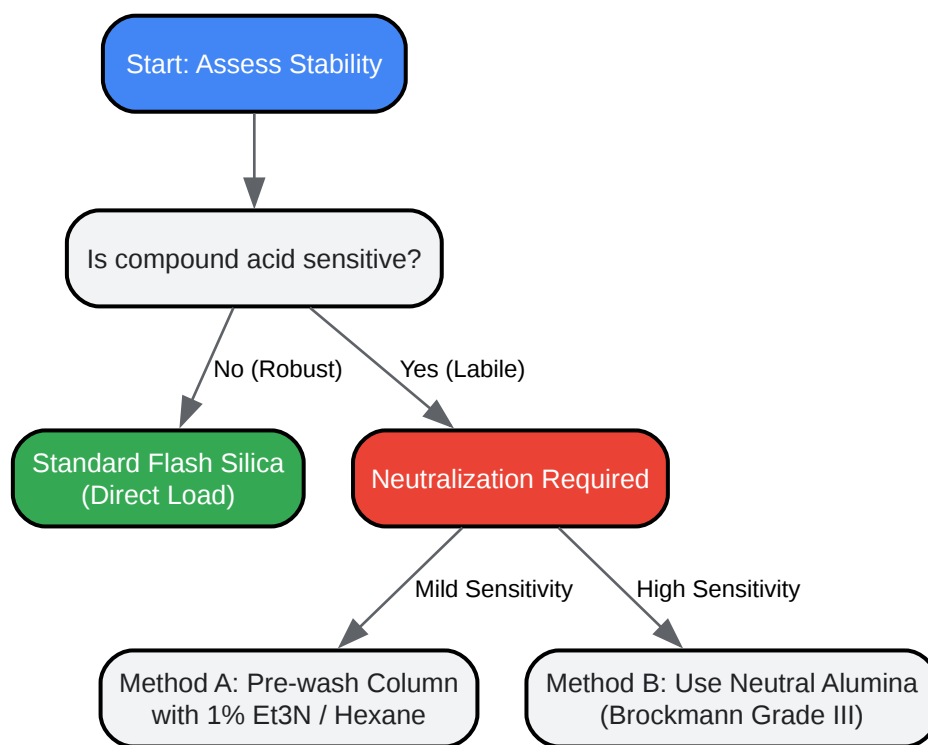 Start: Assess Stability
Is compound acid sensitive?
No (Robust)
Yes (Labile)
Standard Flash Silica
(Direct Load)
Neutralization Required
Mild Sensitivity
High Sensitivity
Method A: Pre-wash Column
with 1% Et3N / Hexane
Method B: Use Neutral Alumina
(Brockmann Grade III)